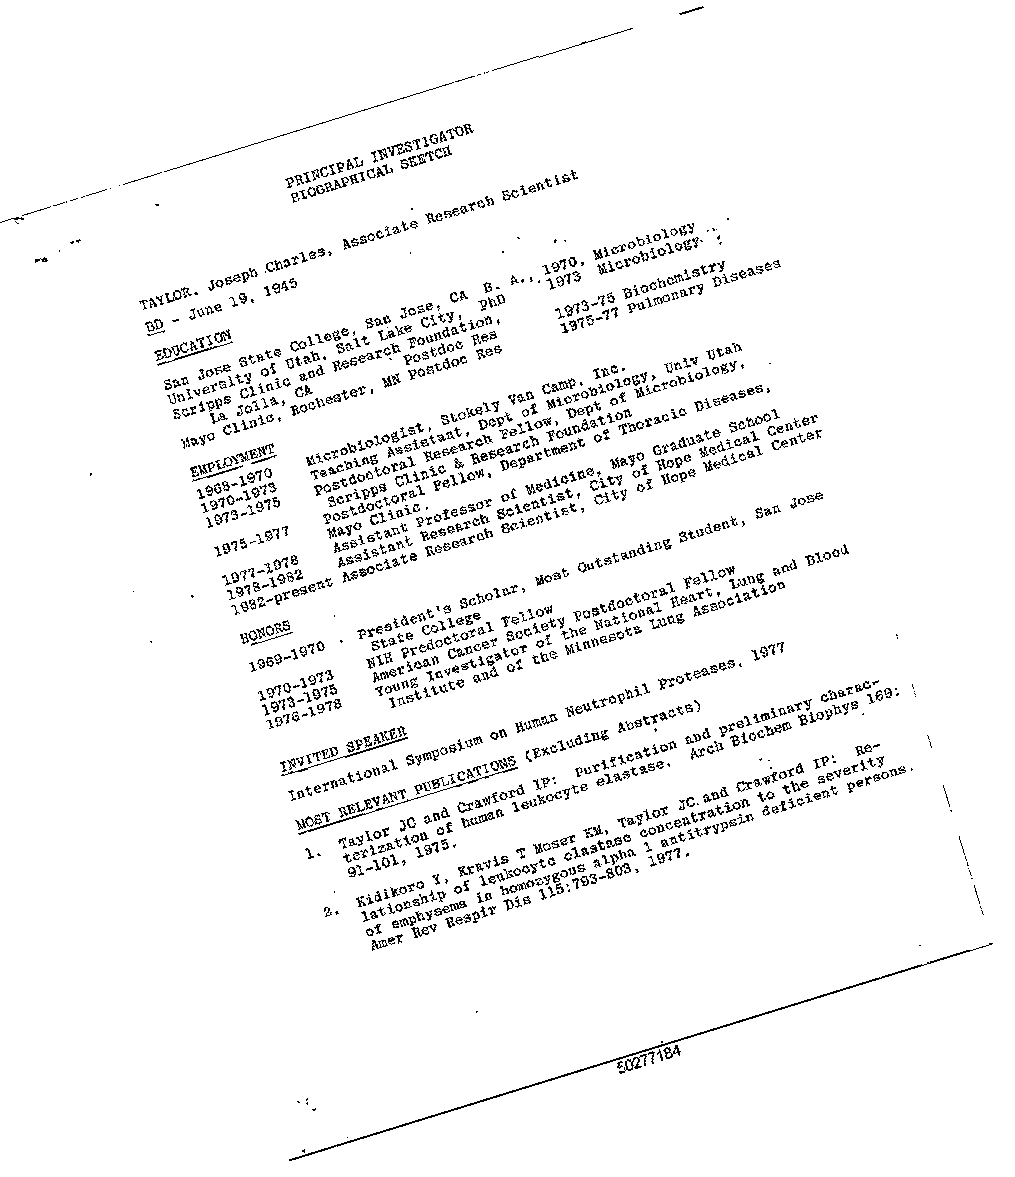 PRINCIPAL INVESTIGATOR
BIOGRAPHICAL SKETCH
TAYLOR, Joseph Charles, Associate Research Scientist
BD - June 19, 1945
EDUCATION
San Jose State College, San Jose, CA B. A., 1970, Microbiology
University of Utah, Salt Lake City, PhD 1973 Microbiology
Scripps Clinic and Research Foundation,
La Jolla, CA Postdoc Res 1973-75 Biochemistry
Mayo Clinic, Rochester, MN Postdoc Res 1975-77 Pulmonary Diseases
EMPLOYMENT
1968-1970 Microbiologist, Stokely Van Camp, Inc.
1970-1973 Teaching Assistant, Dept of Microbiology, Univ Utah
1973-1975 Postdoctoral Research Fellow, Dept of Microbiology,
Scripps Clinic & Research Foundation
1975-1977 Postdoctoral Fellow, Department of Thoracic Diseases,
Mayo Clinic.
1977-1978 Assistant Professor of Medicine, Mayo Graduate School
1978-1982 Assistant Research Scientist, City of Hope Medical Center
1982-present Associate Research Scientist, City of Hope Medical Center
HONORS
1969-1970 President's Scholar, Most Outstanding Student, San Jose
State College
1970-1973 NIH Predoctoral Fellow
1973-1975 American Cancer Society Postdoctoral Fellow
1976-1978 Young Investigator of the National Heart, Lung and Blood
Institute and of the Minnesota Lung Association
INVITED SPEAKER
International Symposium on Human Neutrophil Proteases, 1977
MOST RELEVANT PUBLICATIONS (Excluding Abstracts)
1. Taylor JC and Crawford IP: Purification and preliminary charac-
terization of human leukocyte elastase. Arch Biochem Biophys 169:
91-101, 1975.
2. Kidikoro Y, Kravis T Moser KM, Taylor JC and Crawford IP: Re-
lationship of leukocyte elastase concentration to the severity
of emphysema in homozygous alpha 1 antitrypsin deficient persons.
Amer Rev Respir Dis 115:793-803, 1977.
50277184